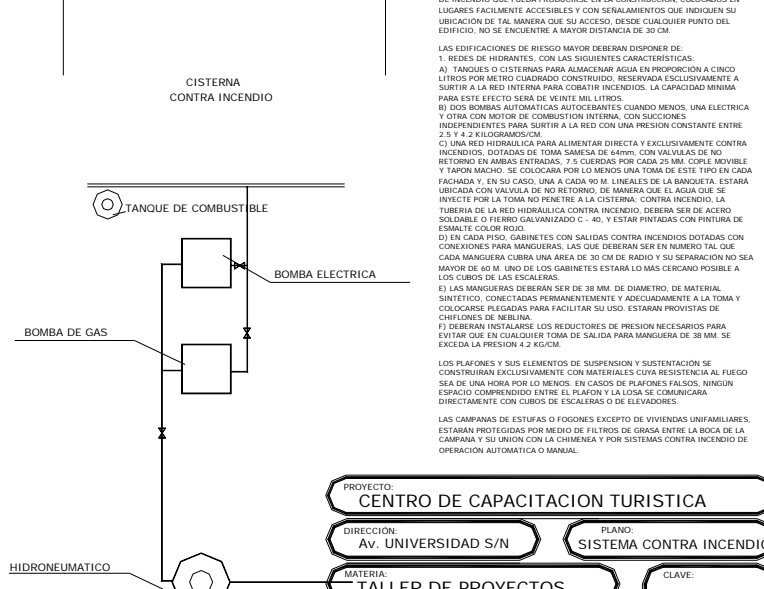 CISTERNA
CONTRA INCENDIO
TANQUE DE COMBUSTIBLE
BOMBA ELECTRICA
BOMBA DE GAS
HIDRONEUMATICO
LUGARES FACILMENTE ACCESIBLES Y CON SEÑALAMIENTOS QUE INDIQUEN SU
UBICACIÓN DE TAL MANERA QUE SU ACCESO, DESDE CUALQUIER PUNTO DEL
EDIFICIO, NO SE ENCUENTRE A MAYOR DISTANCIA DE 30 CM.
LAS EDIFICACIONES DE RIESGO MAYOR DEBERAN DISPONER DE:
1. REDES DE HIDRANTES, CON LAS SIGUIENTES CARACTERÍSTICAS:
A) TANQUES O CISTERNAS PARA ALMACENAR AGUA EN PROPORCIÓN A CINCO
LITROS POR METRO CUADRADO CONSTRUIDO, RESERVADA ESCLUSIVAMENTE A
SURTIR A LA RED INTERNA PARA COBATIR INCENDIOS. LA CAPACIDAD MINIMA
PARA ESTE EFECTO SERÁ DE VEINTE MIL LITROS.
B) DOS BOMBAS AUTOMATICAS AUTOCEBANTES CUANDO MENOS, UNA ELECTRICA
Y OTRA CON MOTOR DE COMBUSTION INTERNA, CON SUCCIONES
INDEPENDIENTES PARA SURTIR A LA RED CON UNA PRESION CONSTANTE ENTRE
2.5 Y 4.2 KILOGRAMOS/CM.
C) UNA RED HIDRAULICA PARA ALIMENTAR DIRECTA Y EXCLUSIVAMENTE CONTRA
INCENDIOS, DOTADAS DE TOMA SAMESA DE 64mm, CON VALVULAS DE NO
RETORNO EN AMBAS ENTRADAS, 7.5 CUERDAS POR CADA 25 MM. COPLE MOVIBLE
Y TAPON MACHO. SE COLOCARA POR LO MENOS UNA TOMA DE ESTE TIPO EN CADA
FACHADA Y, EN SU CASO, UNA A CADA 90 M. LINEALES DE LA BANQUETA. ESTARÁ
UBICADA CON VALVULA DE NO RETORNO, DE MANERA QUE EL AGUA QUE SE
INYECTE POR LA TOMA NO PENETRE A LA CISTERNA: CONTRA INCENDIO, LA
TUBERIA DE LA RED HIDRÁULICA CONTRA INCENDIO, DEBERA SER DE ACERO
SOLDABLE O FIERRO GALVANIZADO C - 40, Y ESTAR PINTADAS CON PINTURA DE
ESMALTE COLOR ROJO.
D) EN CADA PISO, GABINETES CON SALIDAS CONTRA INCENDIOS DOTADAS CON
CONEXIONES PARA MANGUERAS, LAS QUE DEBERAN SER EN NUMERO TAL QUE
CADA MANGUERA CUBRA UNA ÁREA DE 30 CM DE RADIO Y SU SEPARACIÓN NO SEA
MAYOR DE 60 M. UNO DE LOS GABINETES ESTARÁ LO MÁS CERCANO POSIBLE A
LOS CUBOS DE LAS ESCALERAS.
E) LAS MANGUERAS DEBERÁN SER DE 38 MM. DE DIAMETRO, DE MATERIAL
SINTÉTICO, CONECTADAS PERMANENTEMENTE Y ADECUADAMENTE A LA TOMA Y
COLOCARSE PLEGADAS PARA FACILITAR SU USO. ESTARAN PROVISTAS DE
CHIFLONES DE NEBLINA.
F) DEBERAN INSTALARSE LOS REDUCTORES DE PRESION NECESARIOS PARA
EVITAR QUE EN CUALQUIER TOMA DE SALIDA PARA MANGUERA DE 38 MM. SE
EXCEDA LA PRESION 4.2 KG/CM.
LOS PLAFONES Y SUS ELEMENTOS DE SUSPENSION Y SUSTENTACIÓN SE
CONSTRUIRAN EXCLUSIVAMENTE CON MATERIALES CUYA RESISTENCIA AL FUEGO
SEA DE UNA HORA POR LO MENOS. EN CASOS DE PLAFONES FALSOS, NINGÚN
ESPACIO COMPRENDIDO ENTRE EL PLAFON Y LA LOSA SE COMUNICARA
DIRECTAMENTE CON CUBOS DE ESCALERAS O DE ELEVADORES.
LAS CAMPANAS DE ESTUFAS O FOGONES EXCEPTO DE VIVIENDAS UNIFAMILIARES,
ESTARÁN PROTEGIDAS POR MEDIO DE FILTROS DE GRASA ENTRE LA BOCA DE LA
CAMPANA Y SU UNION CON LA CHIMENEA Y POR SISTEMAS CONTRA INCENDIO DE
OPERACIÓN AUTOMATICA O MANUAL.
PROYECTO:
CENTRO DE CAPACITACION TURISTICA
DIRECCIÓN:
Av. UNIVERSIDAD S/N
PLANO:
SISTEMA CONTRA INCENDIO
MATERIA:
TALLER DE PROYECTOS
CLAVE: